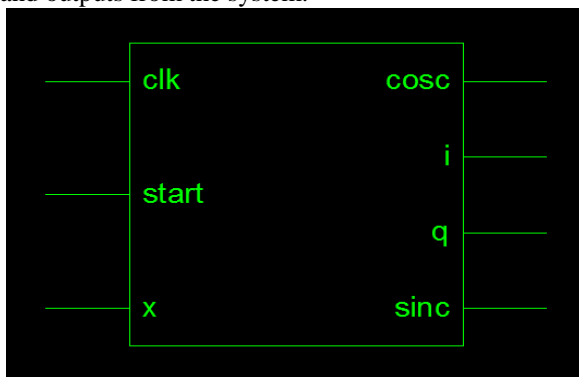 and outputs from the system.
clk cosc
i
start
q
x sinc